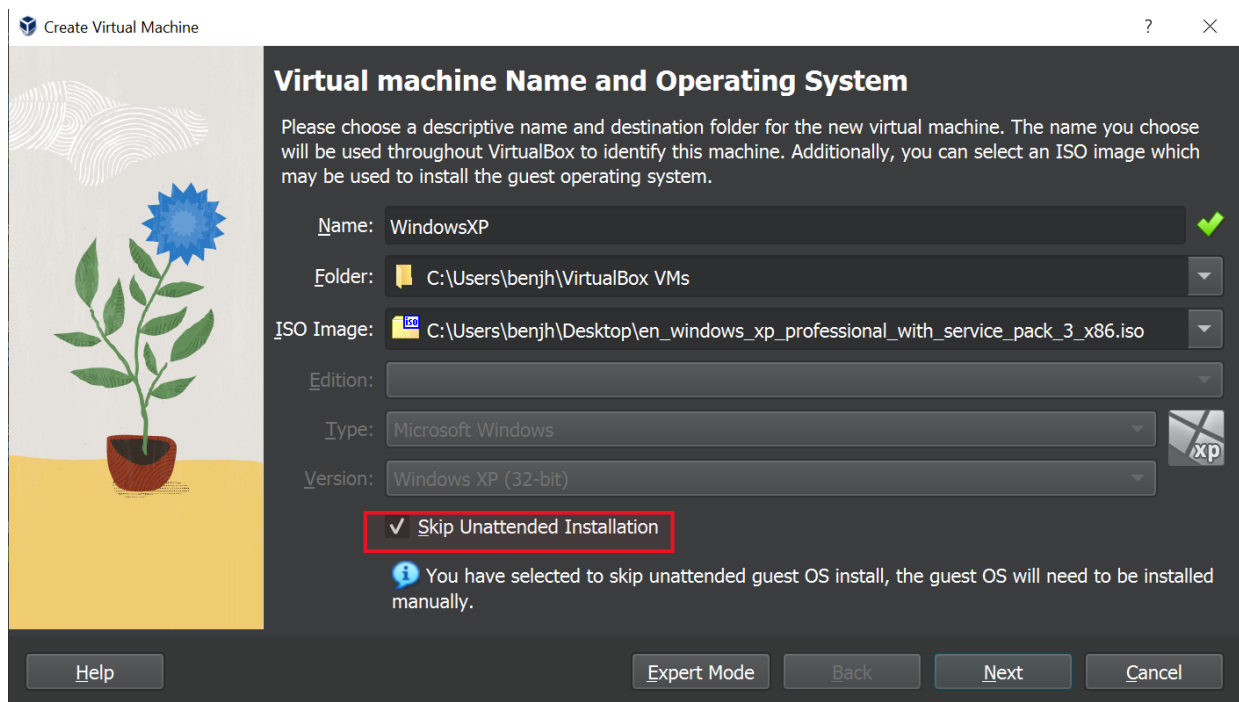 Create Virtual Machine
?
Virtual machine Name and Operating System
Please choose a descriptive name and destination folder for the new virtual machine. The name you choose
will be used throughout VirtualBox to identify this machine. Additionally, you can select an ISO image which
may be used to install the guest operating system.
Name: WindowsXP
Folder: C:\Users\benjh\VirtualBox VMs
ISO Image: iso C:\Users\benjh\Desktop\en_windows_xp_professional_with_service_pack_3_x86.iso
Edition:
Type: Microsoft Windows
xp
Version: Windows XP (32-bit)
Skip Unattended Installation
You have selected to skip unattended guest OS install, the guest OS will need to be installed
manually.
Help Expert Mode Back Next Cancel